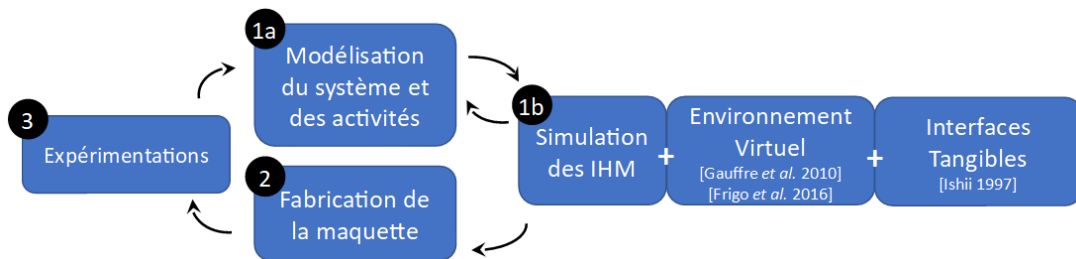 1a
Modélisation
du système et
des activités
1b
Simulation
des IHM
+
Environnement
Virtuel
[Gauffre et al. 2010]
[Frigo et al. 2016]
+
Interfaces
Tangibles
[Ishii 1997]
2
Fabrication de
la maquette
3
Expérimentations